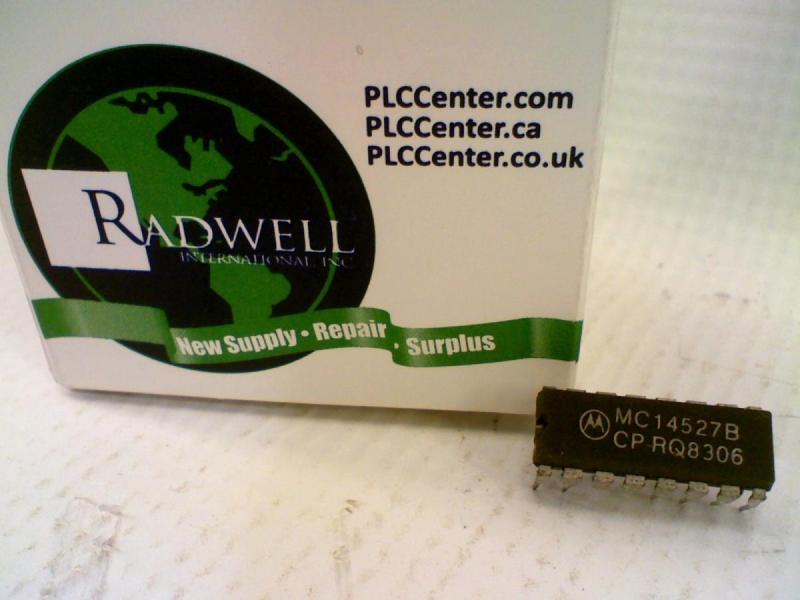 PLCCenter.com
PLCCenter.ca
PLCCenter.co.uk
RADWELL
INTERNATIONAL, INC
New Supply • Repair • Surplus
MC14527B
CP RQ8306